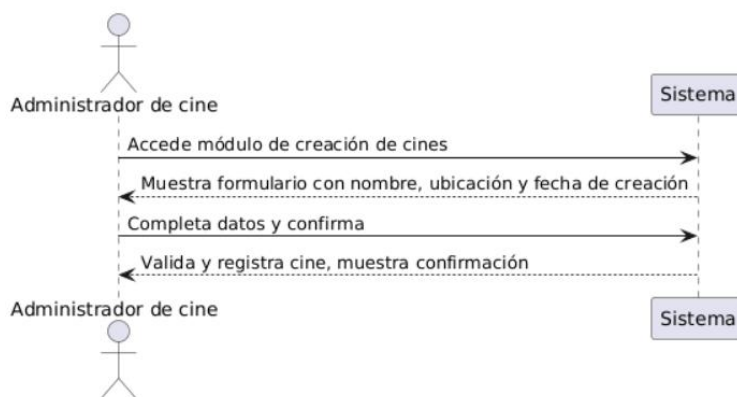 Administrador de cine
Sistema
Accede módulo de creación de cines
Muestra formulario con nombre, ubicación y fecha de creación
Completa datos y confirma
Valida y registra cine, muestra confirmación
Administrador de cine
Sistema